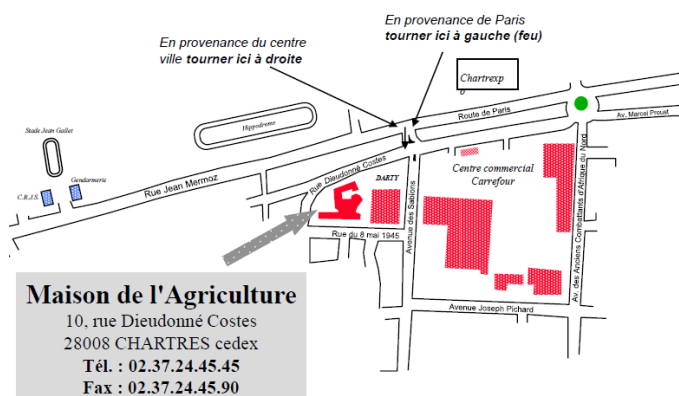 En provenance du centre
ville tourner ici à droite
En provenance de Paris
tourner ici à gauche (feu)
Chartrexp
o
Stade Jean Gallet
Hippodrome
Route de Paris
Av. Marcel Proust
Gendarmerie
C.R.J.S.
Rue Jean Mermoz
Rue Dieudonné Costes
DARTY
Centre commercial
Carrefour
Avenue des Sablons
Av. des Anciens Combattants d'Afrique du Nord
Rue du 8 mai 1945
Avenue Joseph Pichard
Maison de l'Agriculture
10, rue Dieudonné Costes
28008 CHARTRES cedex
Tél. : 02.37.24.45.45
Fax : 02.37.24.45.90